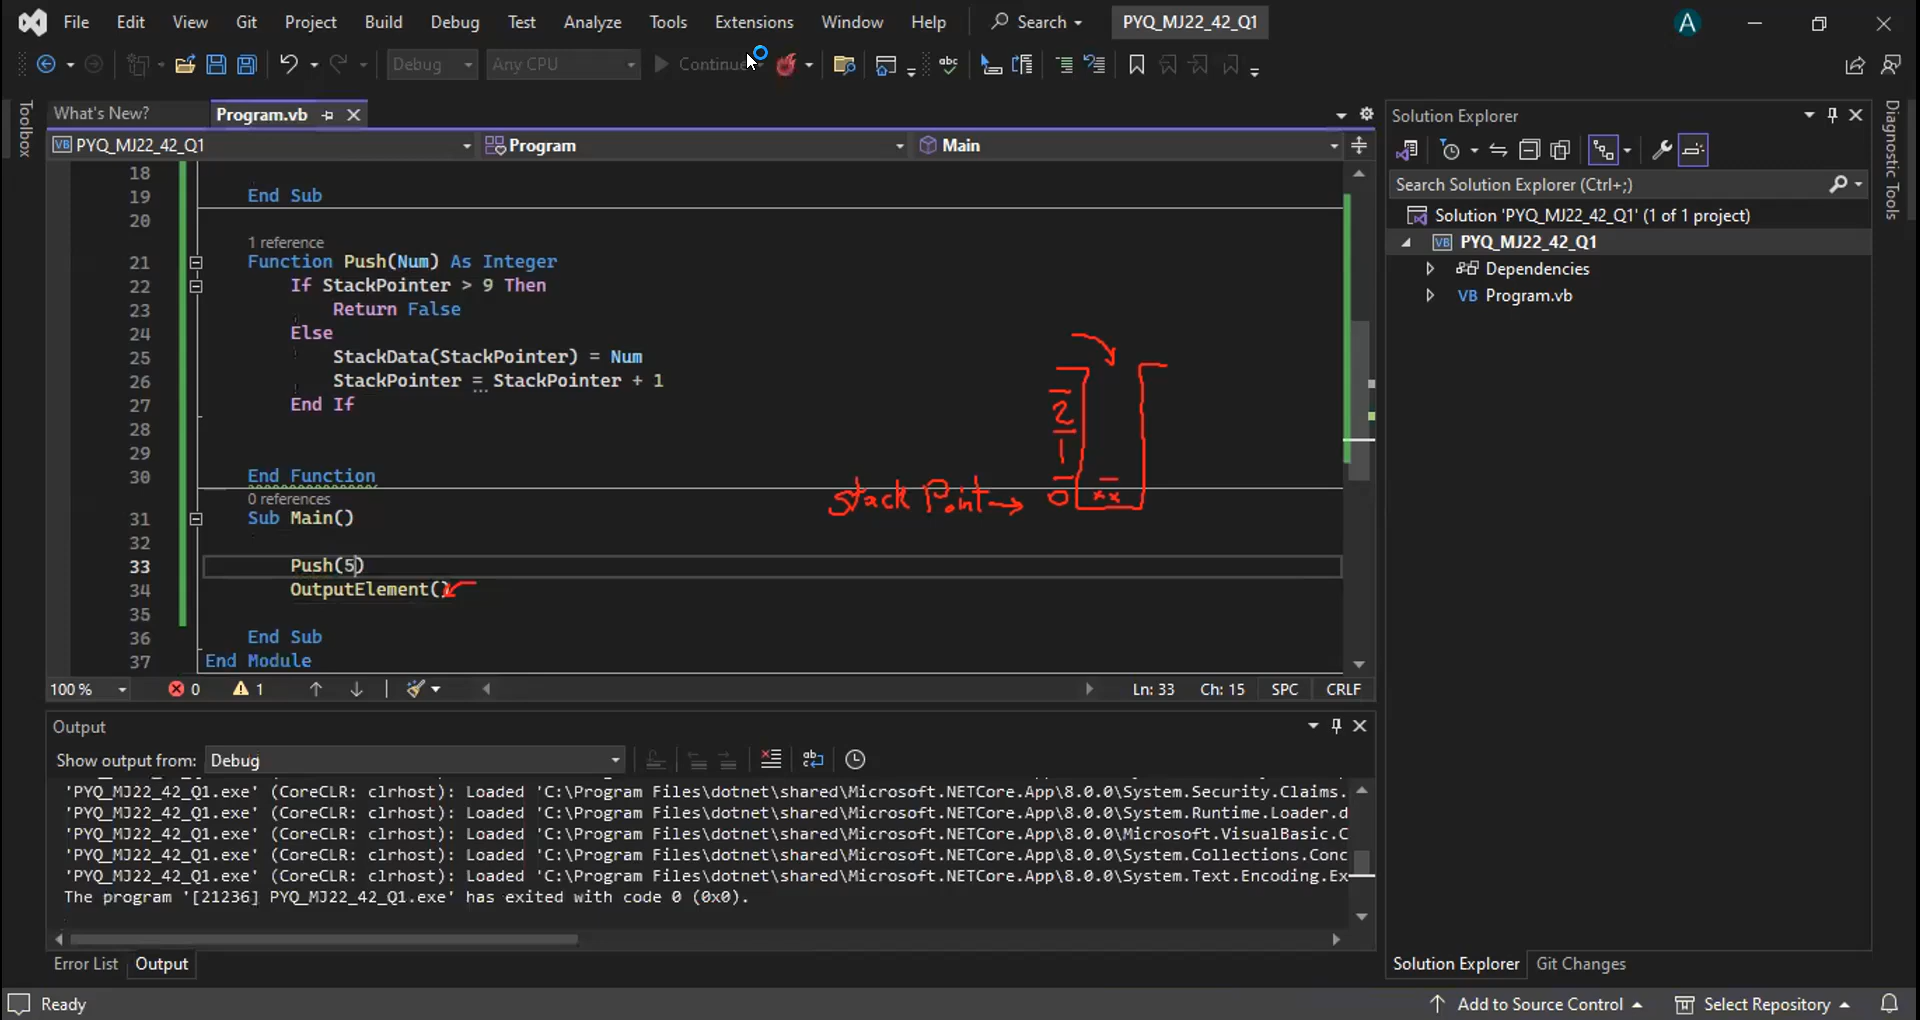 File Edit View Git Project Build Debug Test Analyze Tools Extensions Window Help Search PYQ_MJ22_42_Q1 A
Debug Any CPU Continue abc
Toolbox
What's New? Program.vb
PYQ_MJ22_42_Q1 Program Main
18
19 End Sub
20
1 reference
21 Function Push(Num) As Integer
22 If StackPointer > 9 Then
23 Return False
24 Else
25 StackData(StackPointer) = Num
26 StackPointer = StackPointer + 1
27 End If
28
29
30 End Function
0 references
31 Sub Main()
32
33 Push(5)
34 OutputElement()
35
36 End Sub
37 End Module
2
1
Stack Point → 0 xx
100 % 0 1 Ln: 33 Ch: 15 SPC CRLF
Output
Show output from: Debug
'PYQ_MJ22_42_Q1.exe' (CoreCLR: clrhost): Loaded 'C:\Program Files\dotnet\shared\Microsoft.NETCore.App\8.0.0\System.Security.Claims.
'PYQ_MJ22_42_Q1.exe' (CoreCLR: clrhost): Loaded 'C:\Program Files\dotnet\shared\Microsoft.NETCore.App\8.0.0\System.Runtime.Loader.d
'PYQ_MJ22_42_Q1.exe' (CoreCLR: clrhost): Loaded 'C:\Program Files\dotnet\shared\Microsoft.NETCore.App\8.0.0\Microsoft.VisualBasic.C
'PYQ_MJ22_42_Q1.exe' (CoreCLR: clrhost): Loaded 'C:\Program Files\dotnet\shared\Microsoft.NETCore.App\8.0.0\System.Collections.Conc
'PYQ_MJ22_42_Q1.exe' (CoreCLR: clrhost): Loaded 'C:\Program Files\dotnet\shared\Microsoft.NETCore.App\8.0.0\System.Text.Encoding.Ex
The program '[21236] PYQ_MJ22_42_Q1.exe' has exited with code 0 (0x0).
Error List Output
Solution Explorer
Search Solution Explorer (Ctrl+;)
Solution 'PYQ_MJ22_42_Q1' (1 of 1 project)
VB PYQ_MJ22_42_Q1
Dependencies
VB Program.vb
Solution Explorer Git Changes
Diagnostic Tools
Ready Add to Source Control Select Repository